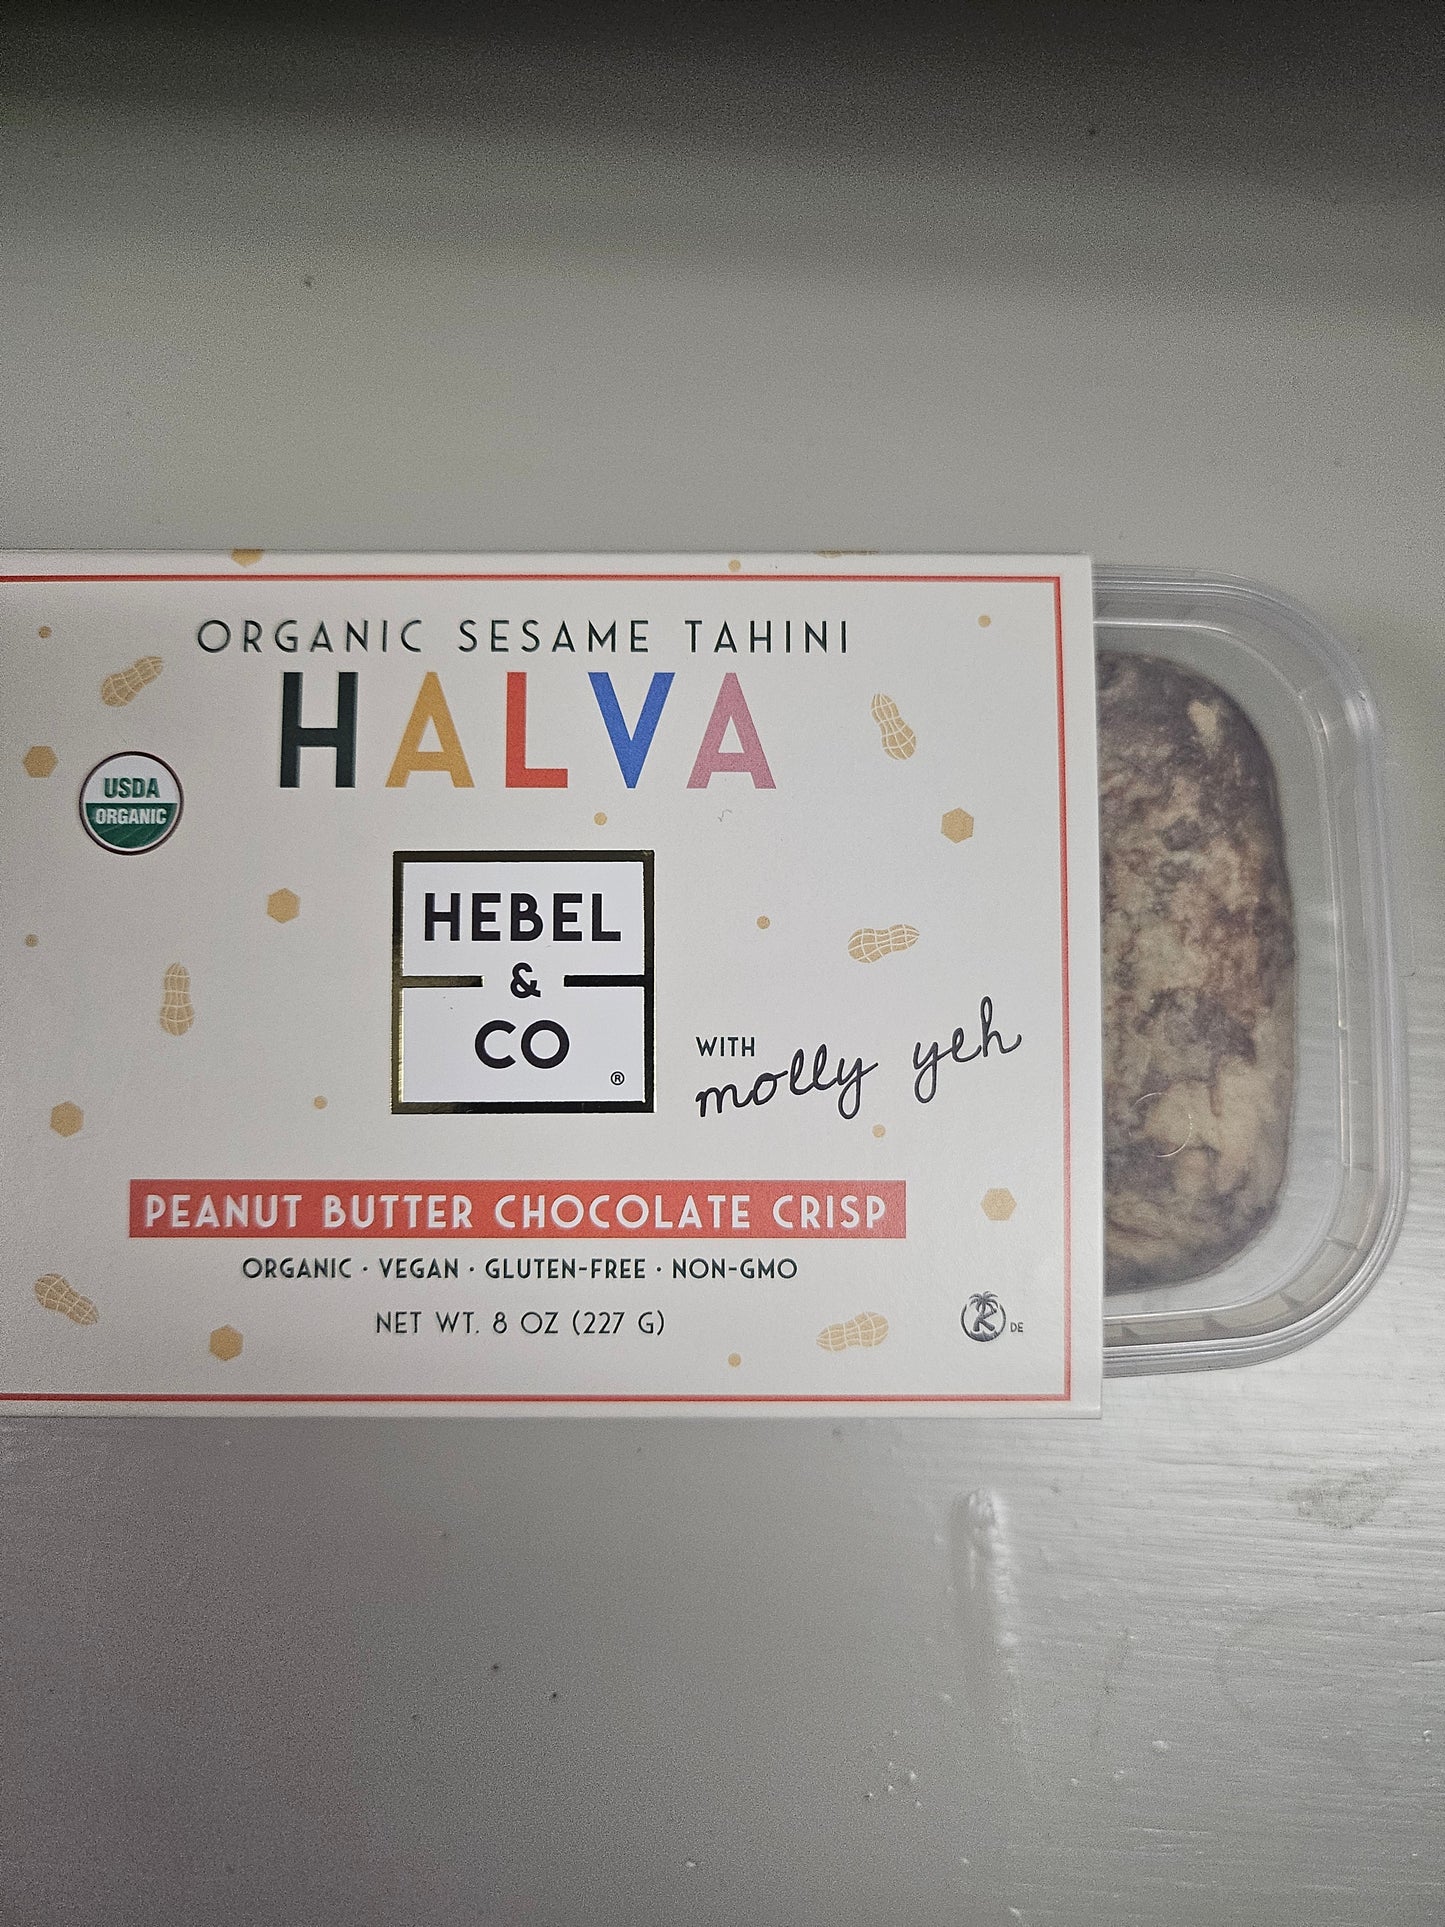 ORGANIC SESAME TAHINI
HALVA
USDA
ORGANIC
HEBEL
&
CO
®
WITH
molly yeh
PEANUT BUTTER CHOCOLATE CRISP
ORGANIC · VEGAN · GLUTEN-FREE · NON-GMO
NET WT. 8 OZ (227 G)
K DE